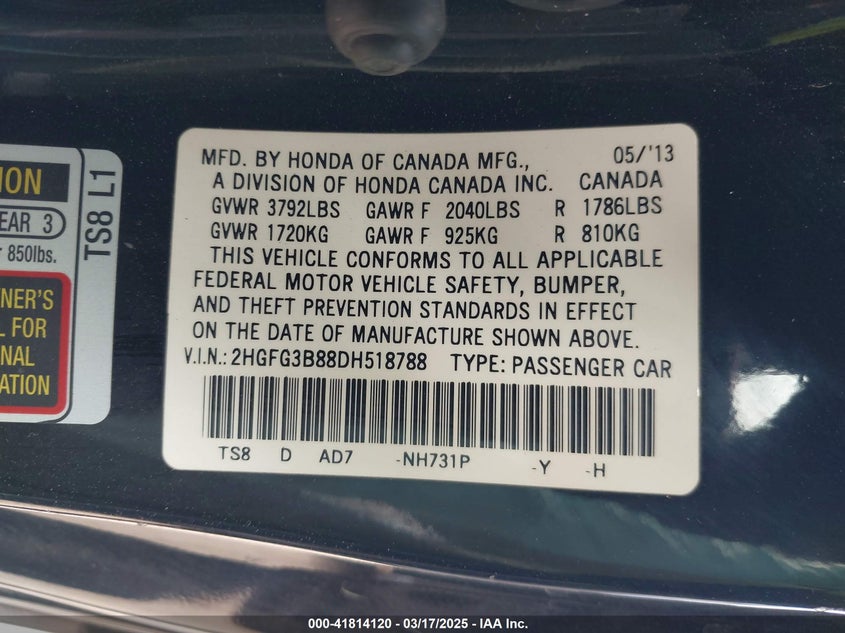 ION
EAR 3
r 850lbs.
NER'S
L FOR
NAL
ATION
TS8 L1
MFD. BY HONDA OF CANADA MFG., 05/'13
A DIVISION OF HONDA CANADA INC. CANADA
GVWR 3792LBS GAWR F 2040LBS R 1786LBS
GVWR 1720KG GAWR F 925KG R 810KG
THIS VEHICLE CONFORMS TO ALL APPLICABLE
FEDERAL MOTOR VEHICLE SAFETY, BUMPER,
AND THEFT PREVENTION STANDARDS IN EFFECT
ON THE DATE OF MANUFACTURE SHOWN ABOVE.
V.I.N.: 2HGFG3B88DH518788 TYPE: PASSENGER CAR
TS8 D AD7 -NH731P -Y -H
000-41814120 - 03/17/2025 - IAA Inc.